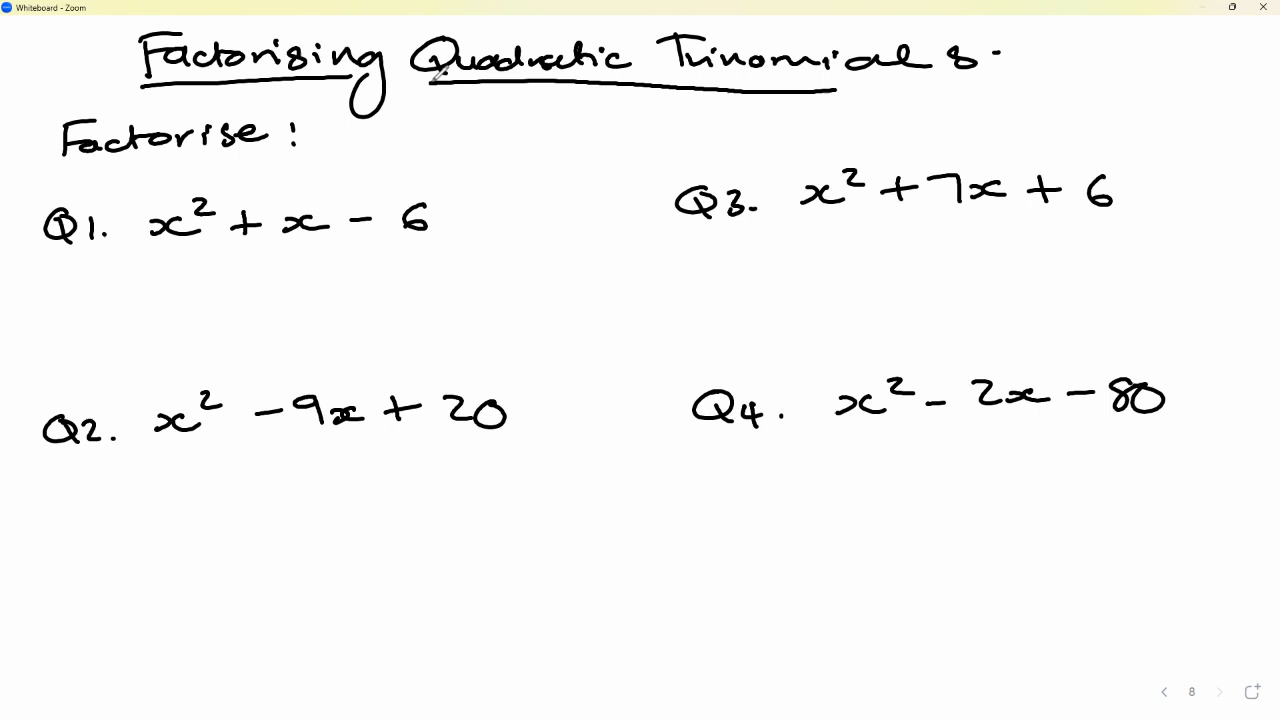 Whiteboard - Zoom
Factorising Quadratic Trinomials.
Factorise:
Q1. x² + x - 6
Q2. x² - 9x + 20
Q3. x² + 7x + 6
Q4. x² - 2x - 80
8